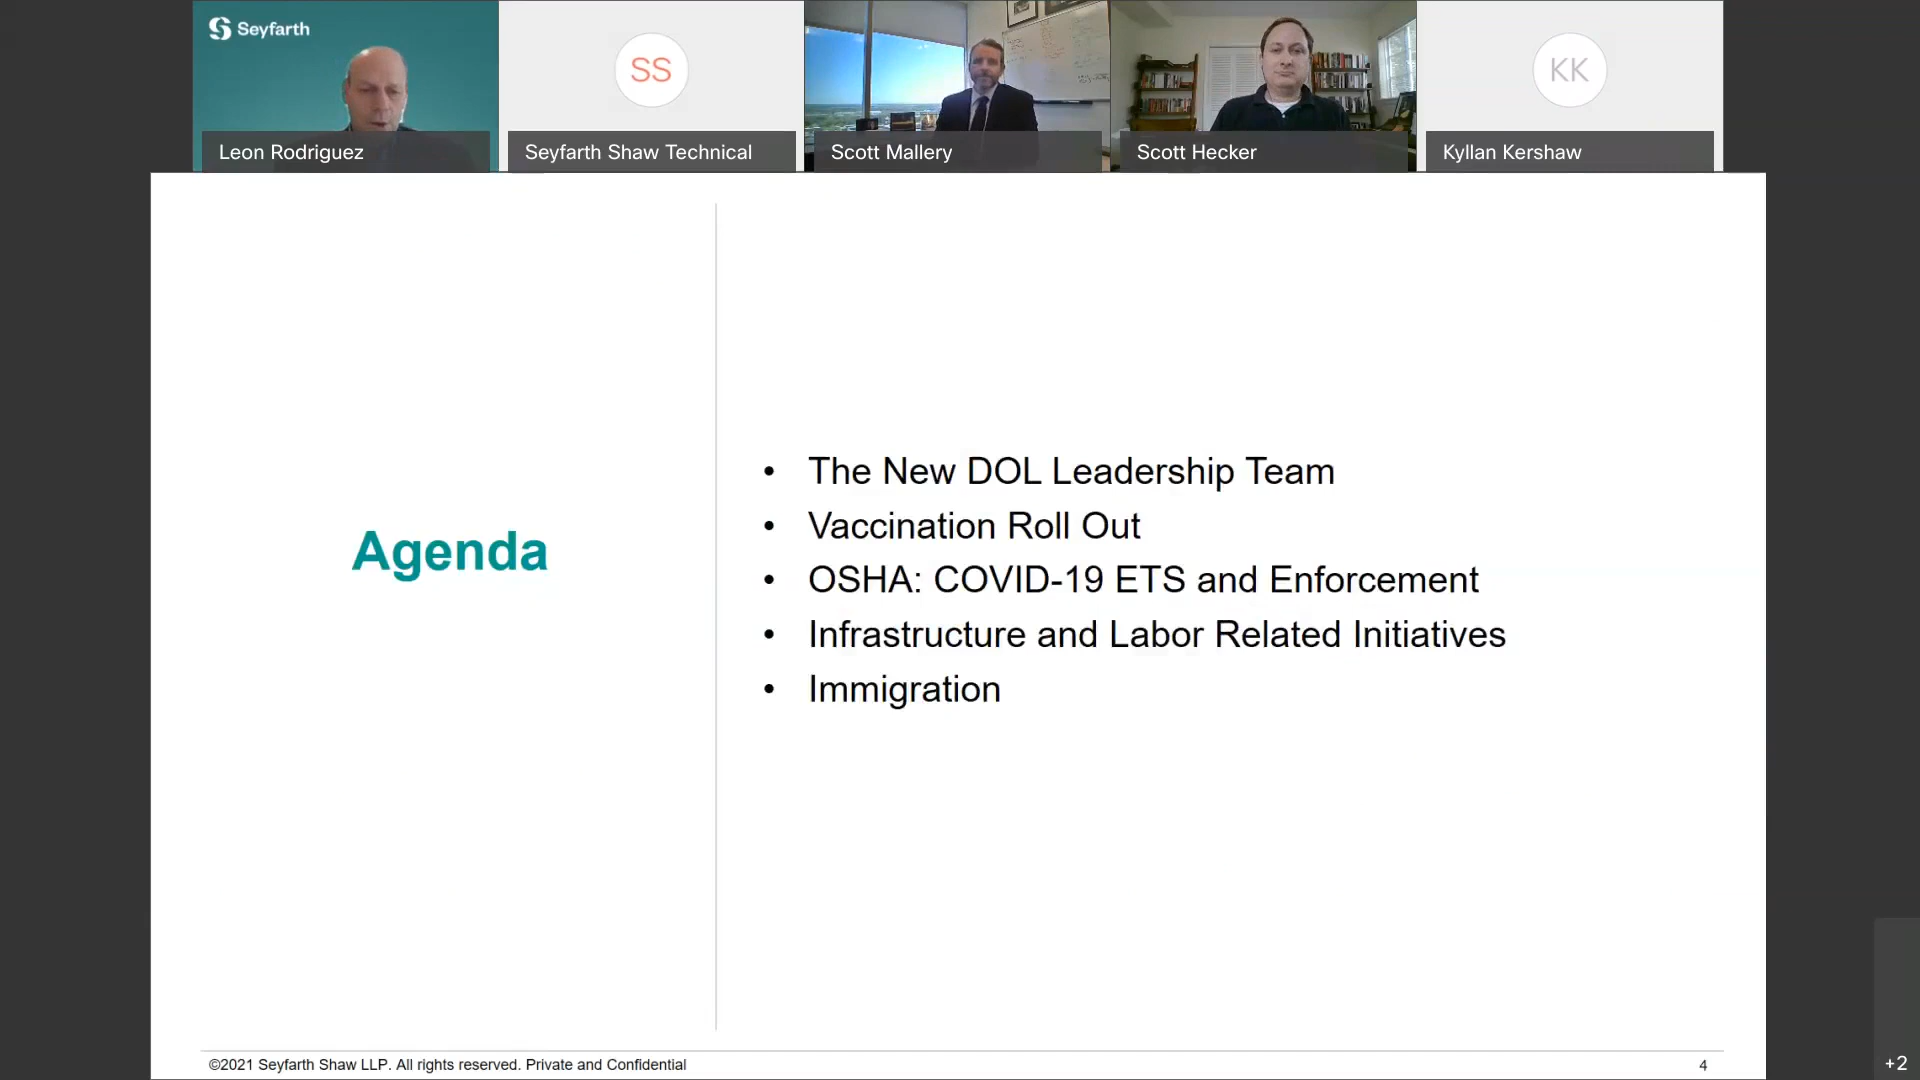 Seyfarth
SS
KK
Leon Rodriguez
Seyfarth Shaw Technical
Scott Mallery
Scott Hecker
Kyllan Kershaw
Agenda
• The New DOL Leadership Team
• Vaccination Roll Out
• OSHA: COVID-19 ETS and Enforcement
• Infrastructure and Labor Related Initiatives
• Immigration
©2021 Seyfarth Shaw LLP. All rights reserved. Private and Confidential
4
+2